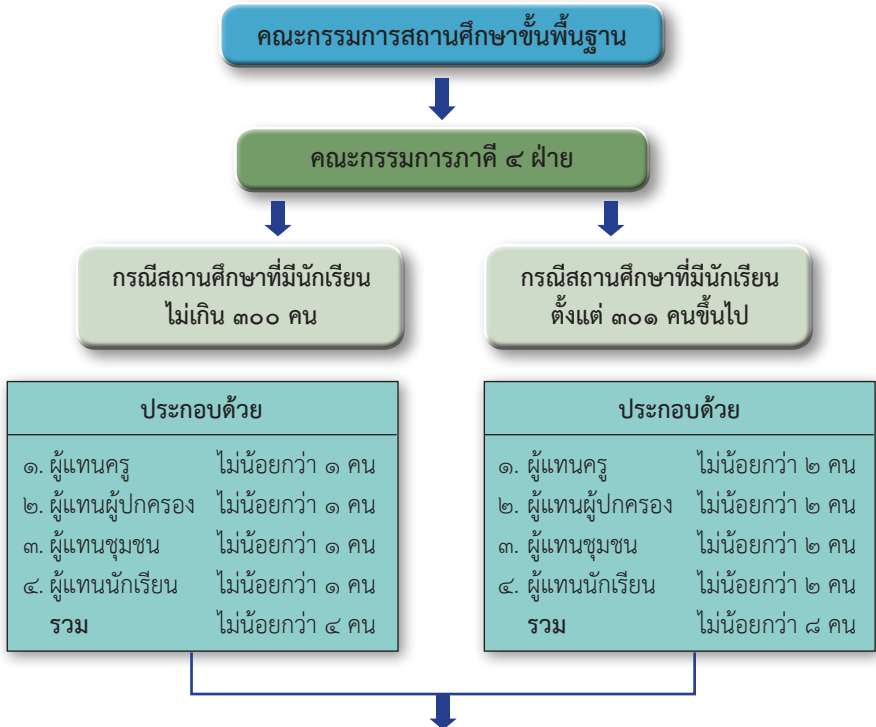 คณะกรรมการสถานศึกษาขั้นพื้นฐาน
คณะกรรมการภาคี ๔ ฝ่าย
กรณีสถานศึกษาที่มีนักเรียน
ไม่เกิน ๓๐๐ คน
กรณีสถานศึกษาที่มีนักเรียน
ตั้งแต่ ๓๐๑ คนขึ้นไป
ประกอบด้วย
๑. ผู้แทนครู ไม่น้อยกว่า ๑ คน
๒. ผู้แทนผู้ปกครอง ไม่น้อยกว่า ๑ คน
๓. ผู้แทนชุมชน ไม่น้อยกว่า ๑ คน
๔. ผู้แทนนักเรียน ไม่น้อยกว่า ๑ คน
รวม ไม่น้อยกว่า ๔ คน
ประกอบด้วย
๑. ผู้แทนครู ไม่น้อยกว่า ๒ คน
๒. ผู้แทนผู้ปกครอง ไม่น้อยกว่า ๒ คน
๓. ผู้แทนชุมชน ไม่น้อยกว่า ๒ คน
๔. ผู้แทนนักเรียน ไม่น้อยกว่า ๒ คน
รวม ไม่น้อยกว่า ๘ คน